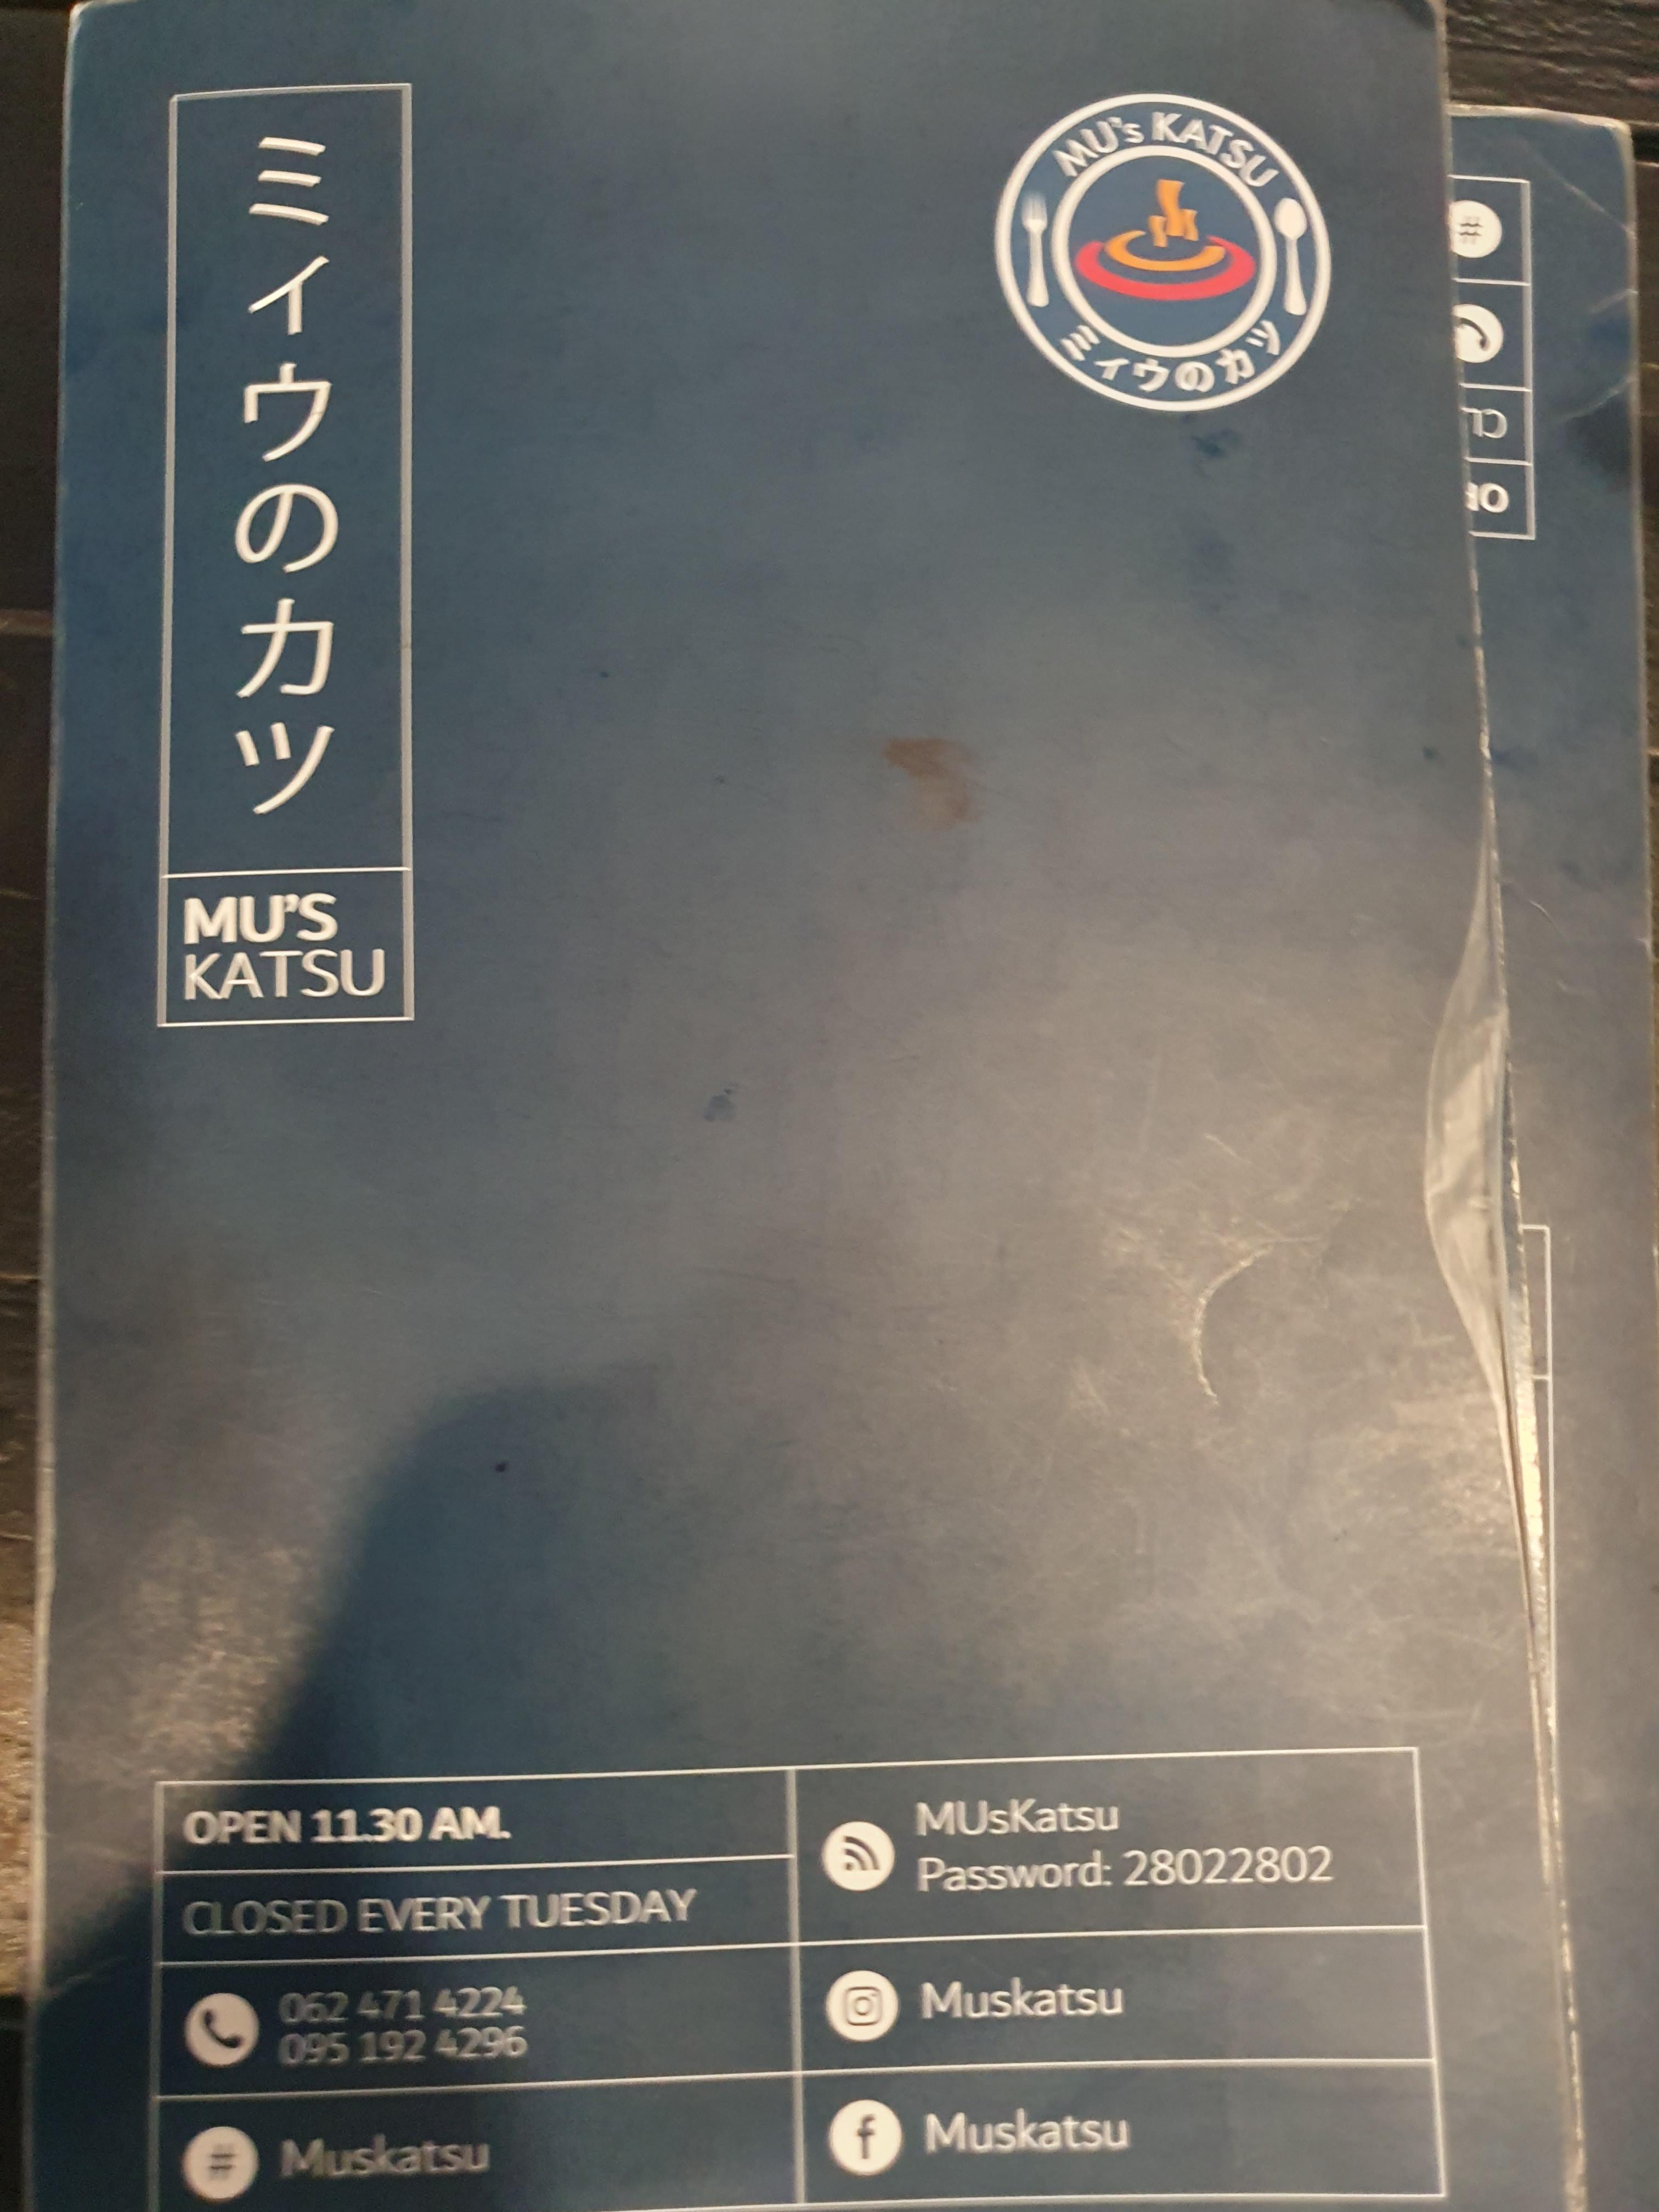 ミィウのカツ
MU'S
KATSU
MU's KATSU
ミィウのカツ
OPEN 11.30 AM.
CLOSED EVERY TUESDAY
062 471 4224
095 192 4296
# Muskatsu
MUsKatsu
Password: 28022802
Muskatsu
f Muskatsu
#